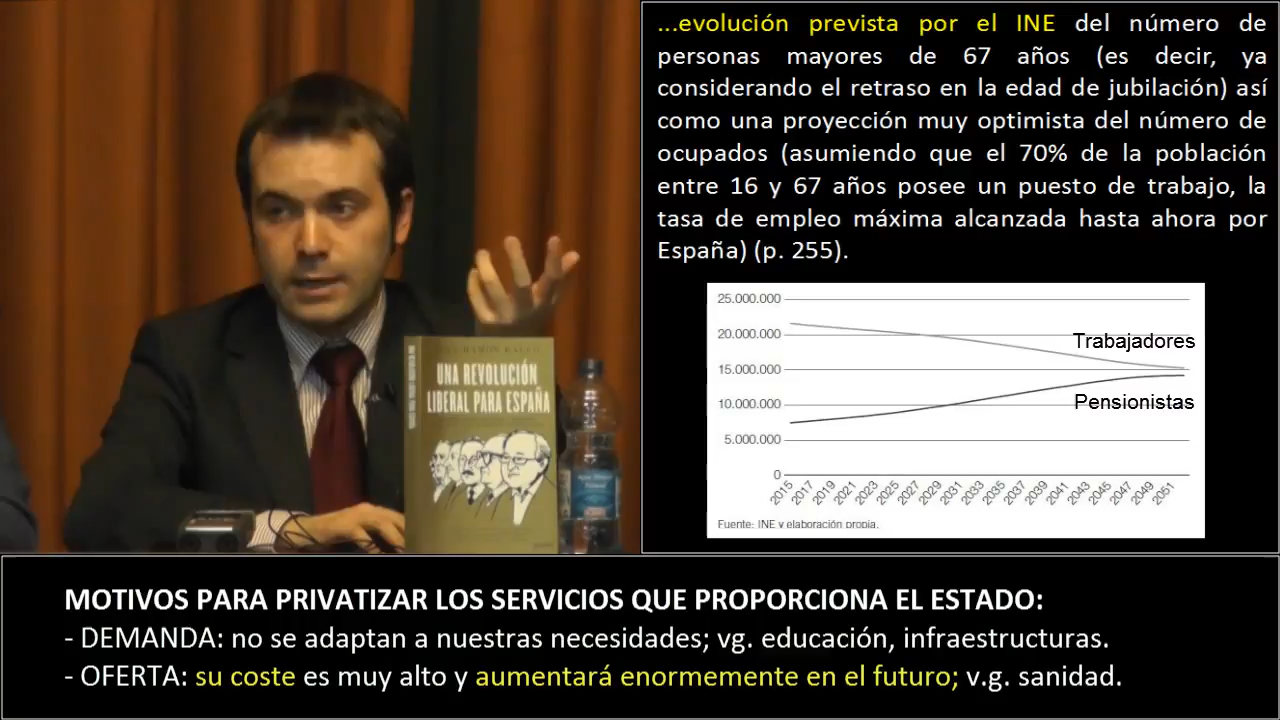 ...evolución prevista por el INE del número de
personas mayores de 67 años (es decir, ya
considerando el retraso en la edad de jubilación) así
como una proyección muy optimista del número de
ocupados (asumiendo que el 70% de la población
entre 16 y 67 años posee un puesto de trabajo, la
tasa de empleo máxima alcanzada hasta ahora por
España) (p. 255).
25.000.000
20.000.000
15.000.000
10.000.000
5.000.000
0
Trabajadores
Pensionistas
2015 2017 2019 2021 2023 2025 2027 2029 2031 2033 2035 2037 2039 2041 2043 2045 2047 2049 2051
Fuente: INE y elaboración propia.
UNA REVOLUCIÓN
LIBERAL PARA ESPAÑA
MOTIVOS PARA PRIVATIZAR LOS SERVICIOS QUE PROPORCIONA EL ESTADO:
- DEMANDA: no se adaptan a nuestras necesidades; vg. educación, infraestructuras.
- OFERTA: su coste es muy alto y aumentará enormemente en el futuro; v.g. sanidad.